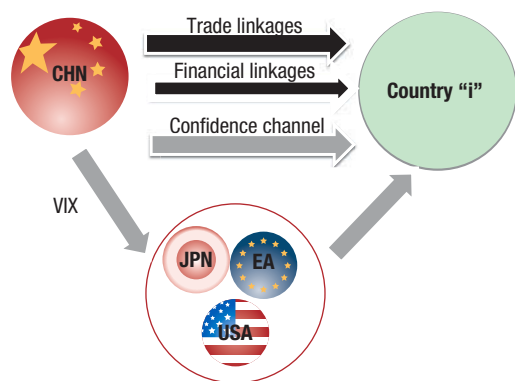 Trade linkages
CHN
Financial linkages
Country “i”
Confidence channel
VIX
JPN
EA
USA